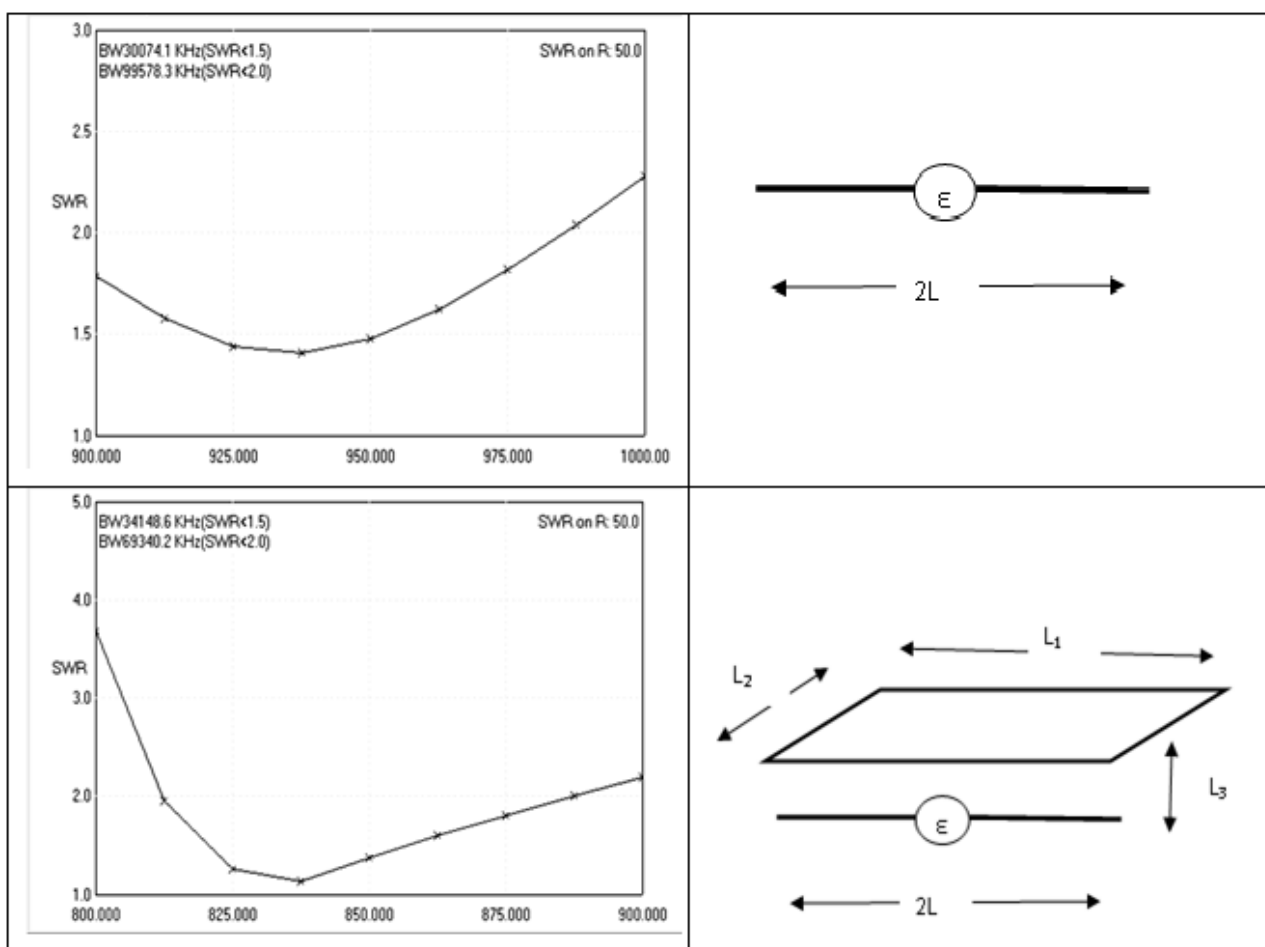 3.0
BW30074.1 KHz(SWR<1.5)
SWR on R: 50.0
BW99578.3 KHz(SWR<2.0)
2.5
SWR
2.0
1.5
1.0
900.000 925.000 950.000 975.000 1000.00
ε
2L
5.0
BW34148.6 KHz(SWR<1.5)
SWR on R: 50.0
BW69340.2 KHz(SWR<2.0)
4.0
SWR
3.0
2.0
1.0
800.000 825.000 850.000 875.000 900.000
L1
L2
L3
ε
2L